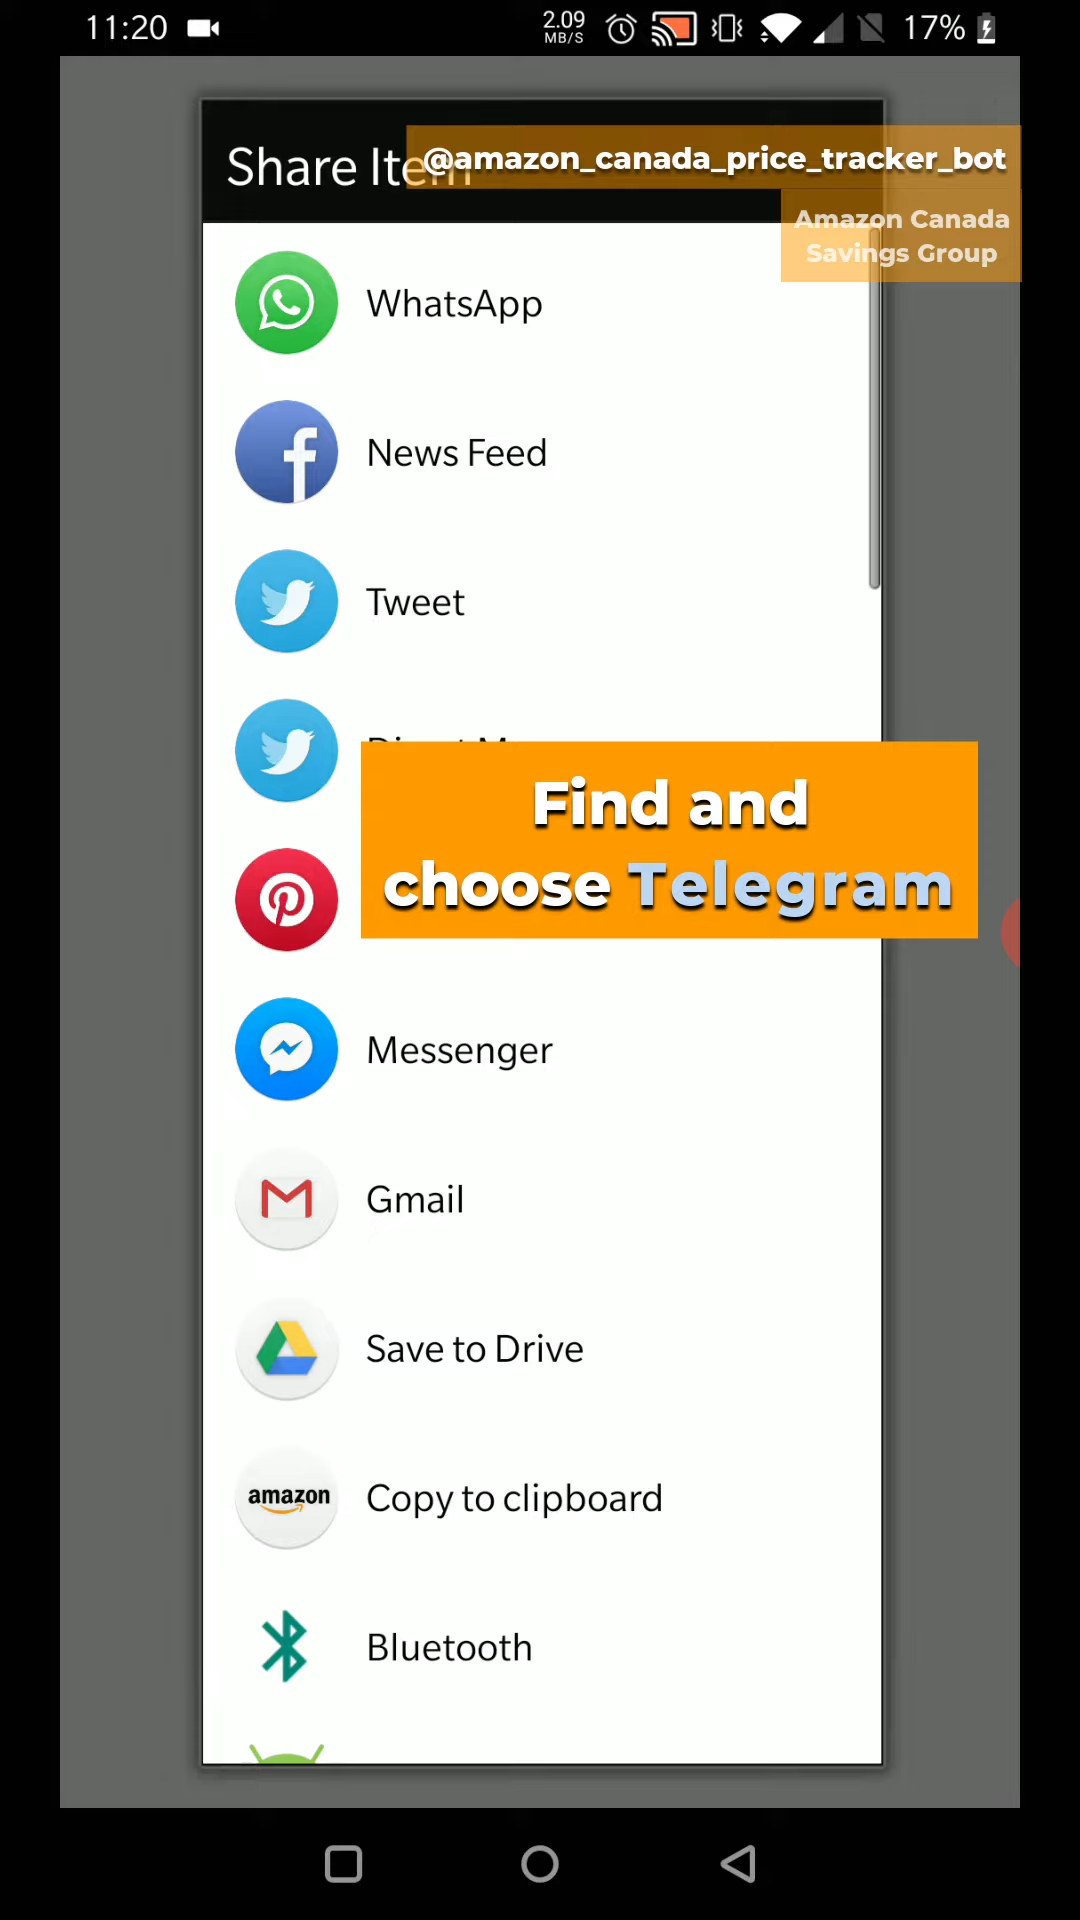 11:20
2.09
MB/S
17%
Share Item
@amazon_canada_price_tracker_bot
Amazon Canada
Savings Group
WhatsApp
News Feed
Tweet
Find and
choose Telegram
Messenger
Gmail
Save to Drive
amazon
Copy to clipboard
Bluetooth